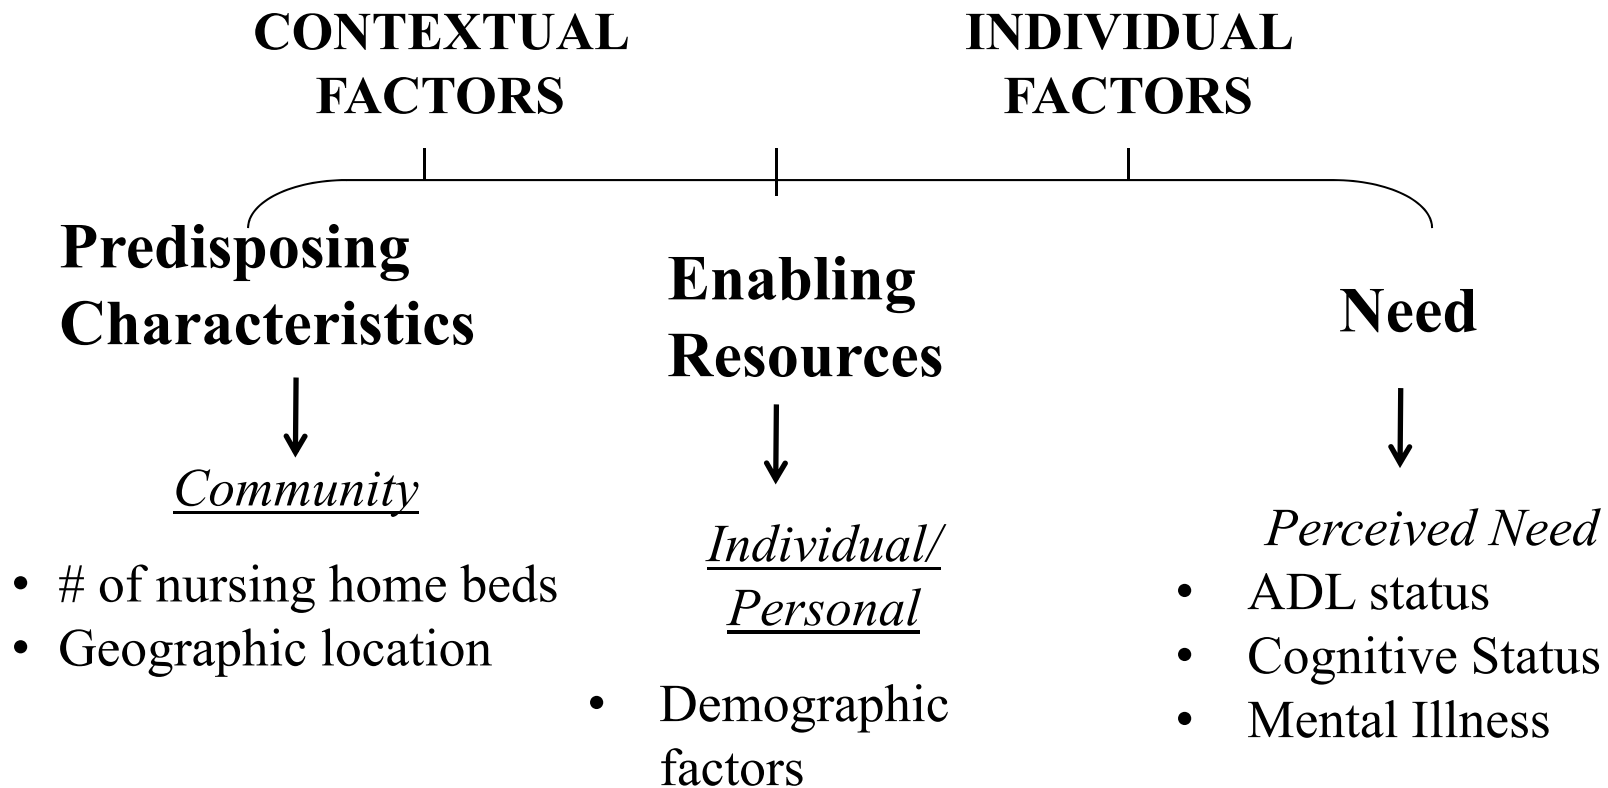 CONTEXTUAL
FACTORS
INDIVIDUAL
FACTORS
Predisposing
Characteristics
Community
• # of nursing home beds
• Geographic location
Enabling
Resources
Individual/
Personal
• Demographic
factors
Need
Perceived Need
• ADL status
• Cognitive Status
• Mental Illness